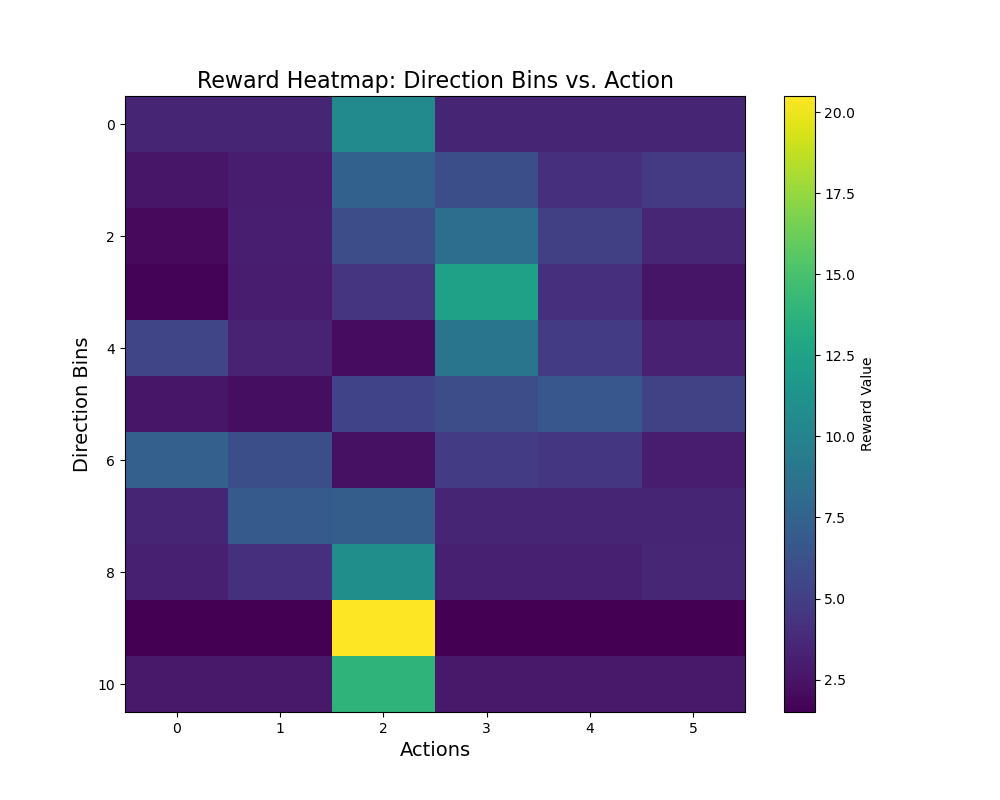 Reward Heatmap: Direction Bins vs. Action
Direction Bins
0
2
4
6
8
10
0 1 2 3 4 5
Actions
20.0
17.5
15.0
12.5
10.0
7.5
5.0
2.5
Reward Value